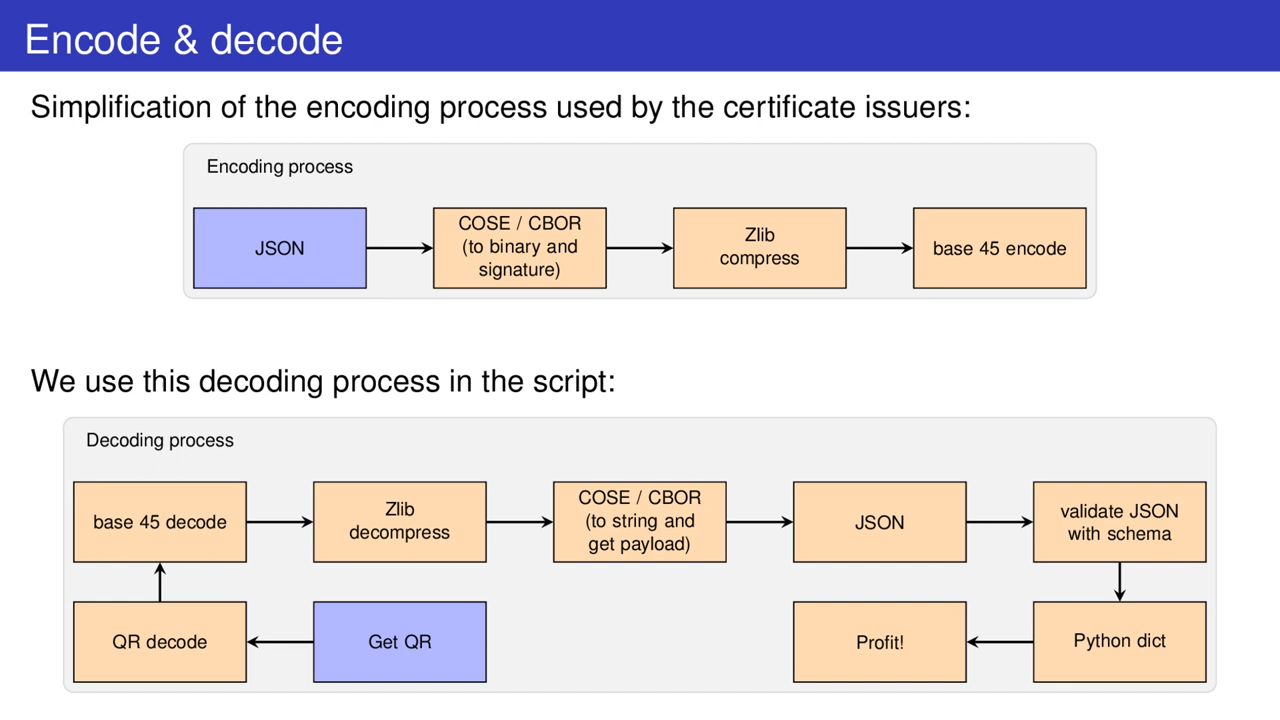 Encode & decode
Simplification of the encoding process used by the certificate issuers:
Encoding process
JSON
COSE / CBOR
(to binary and
signature)
Zlib
compress
base 45 encode
We use this decoding process in the script:
Decoding process
base 45 decode
Zlib
decompress
COSE / CBOR
(to string and
get payload)
JSON
validate JSON
with schema
QR decode
Get QR
Profit!
Python dict